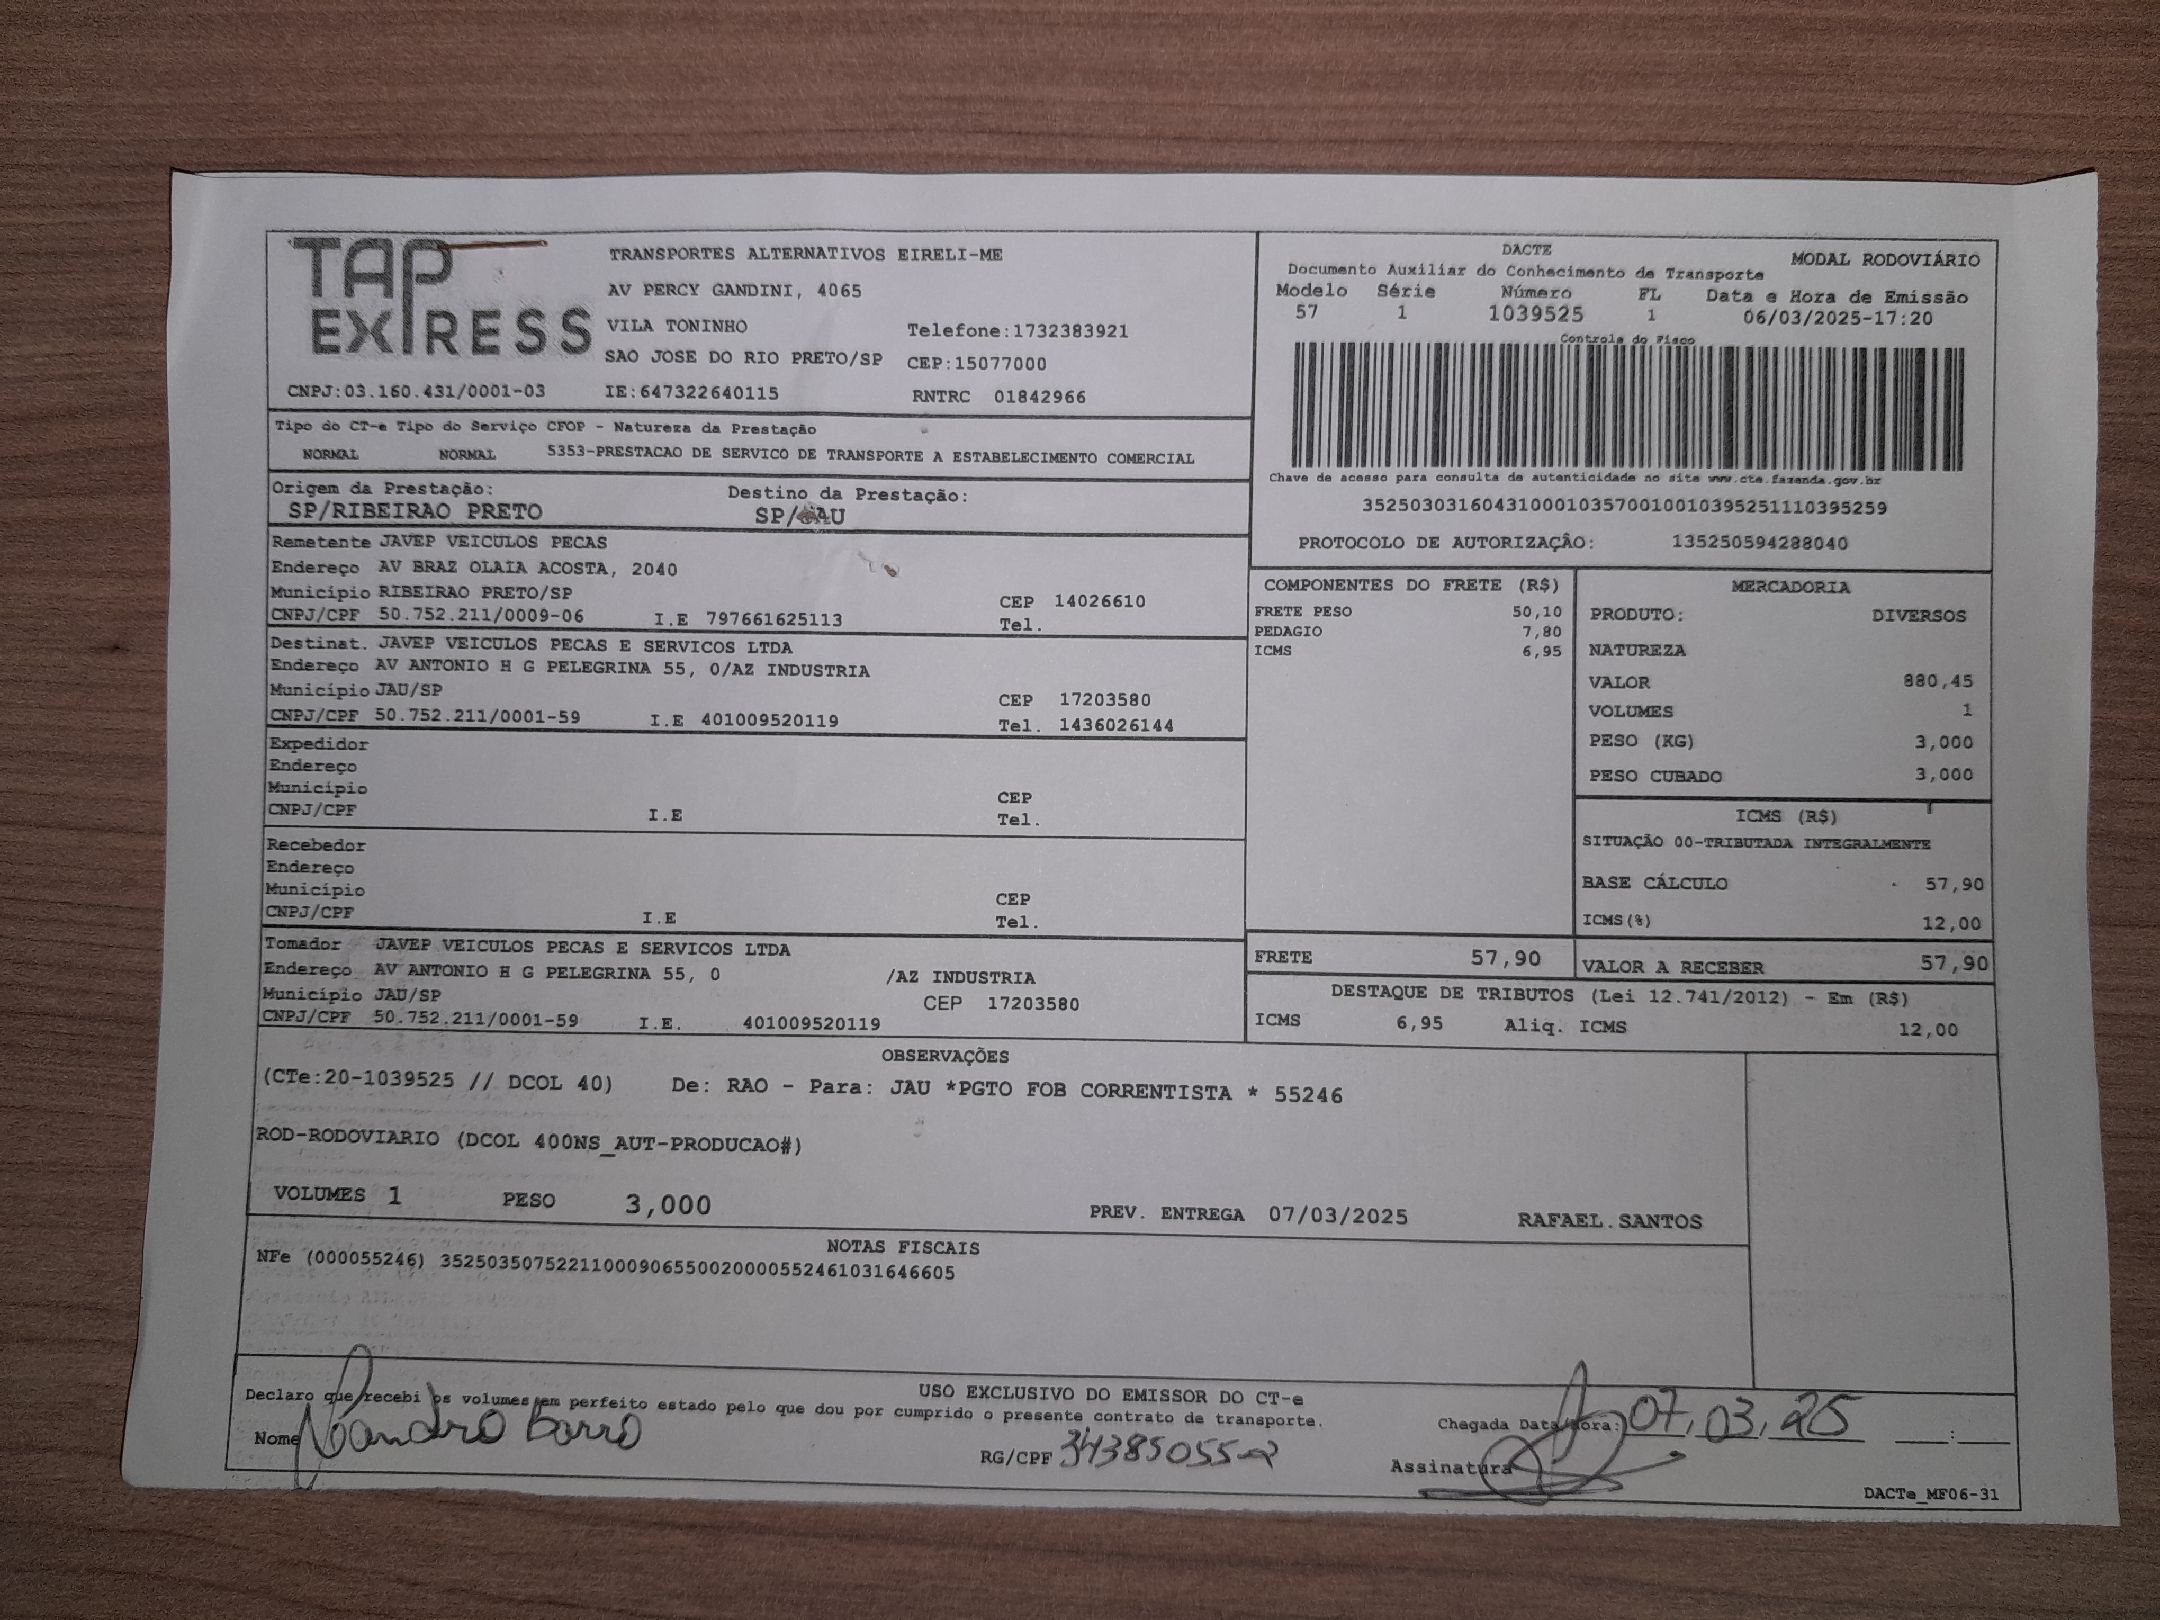 TAP EXPRESS
TRANSPORTES ALTERNATIVOS EIRELI-ME
AV PERCY GANDINI, 4065
VILA TONINHO Telefone:1732383921
SAO JOSE DO RIO PRETO/SP CEP:15077000
CNPJ:03.160.431/0001-03 IE:647322640115 RNTRC 01842966
DACTE MODAL RODOVIÁRIO
Documento Auxiliar do Conhecimento de Transporte
Modelo Série Número FL Data e Hora de Emissão
57 1 1039525 1 06/03/2025-17:20
Controle do Fisco
Chave de acesso para consulta de autenticidade no site www.cte.fazenda.gov.br
35250303160431000103570010010395251110395259
PROTOCOLO DE AUTORIZAÇÂO: 135250594288040
Tipo do CT-e Tipo do Serviço CFOP - Natureza da Prestação
NORMAL NORMAL 5353-PRESTACAO DE SERVICO DE TRANSPORTE A ESTABELECIMENTO COMERCIAL
Origem da Prestação: Destino da Prestação:
SP/RIBEIRAO PRETO SP/JAU
Remetente JAVEP VEICULOS PECAS
Endereço AV BRAZ OLAIA ACOSTA, 2040
Município RIBEIRAO PRETO/SP CEP 14026610
CNPJ/CPF 50.752.211/0009-06 I.E 797661625113 Tel.
Destinat. JAVEP VEICULOS PECAS E SERVICOS LTDA
Endereço AV ANTONIO H G PELEGRINA 55, 0/AZ INDUSTRIA
Município JAU/SP CEP 17203580
CNPJ/CPF 50.752.211/0001-59 I.E 401009520119 Tel. 1436026144
Expedidor
Endereço
Município CEP
CNPJ/CPF I.E Tel.
Recebedor
Endereço
Município CEP
CNPJ/CPF I.E Tel.
Tomador JAVEP VEICULOS PECAS E SERVICOS LTDA
Endereço AV ANTONIO H G PELEGRINA 55, 0 /AZ INDUSTRIA
Município JAU/SP CEP 17203580
CNPJ/CPF 50.752.211/0001-59 I.E. 401009520119
COMPONENTES DO FRETE (R$)
FRETE PESO 50,10
PEDAGIO 7,80
ICMS 6,95
MERCADORIA
PRODUTO: DIVERSOS
NATUREZA
VALOR 880,45
VOLUMES 1
PESO (KG) 3,000
PESO CUBADO 3,000
ICMS (R$)
SITUAÇÃO 00-TRIBUTADA INTEGRALMENTE
BASE CÁLCULO 57,90
ICMS(%) 12,00
FRETE 57,90 VALOR A RECEBER 57,90
DESTAQUE DE TRIBUTOS (Lei 12.741/2012) - Em (R$)
ICMS 6,95 Aliq. ICMS 12,00
OBSERVAÇÕES
(CTe:20-1039525 // DCOL 40) De: RAO - Para: JAU *PGTO FOB CORRENTISTA * 55246
ROD-RODOVIARIO (DCOL 400NS_AUT-PRODUCAO#)
VOLUMES 1 PESO 3,000 PREV. ENTREGA 07/03/2025 RAFAEL.SANTOS
NOTAS FISCAIS
NFe (000055246) 35250350752211000906550020000552461031646605
USO EXCLUSIVO DO EMISSOR DO CT-e
Declaro que recebi os volumes em perfeito estado pelo que dou por cumprido o presente contrato de transporte.
Chegada Data/Hora: 07,03,25 __:__
Nome Leandro Barro RG/CPF 34385055-2 Assinatura
DACTe_MF06-31